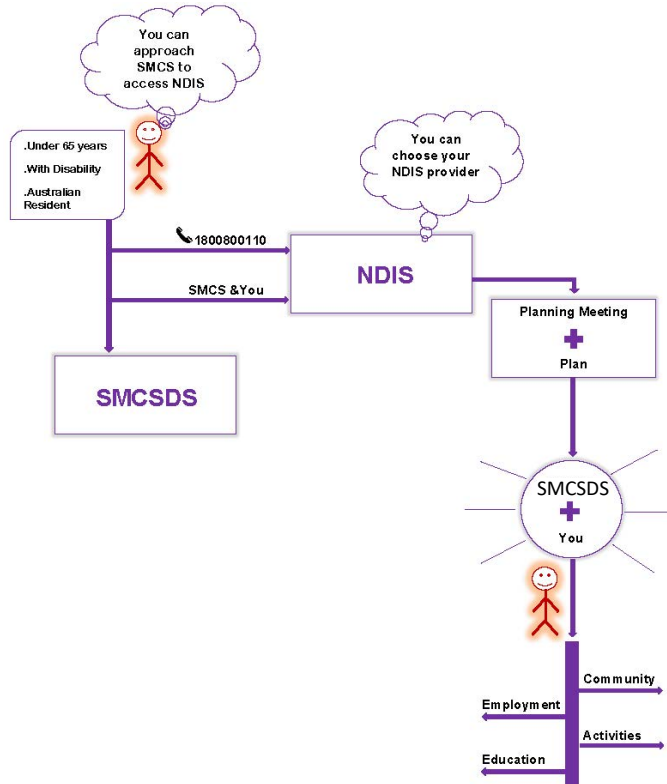 You can
approach
SMCS to
access NDIS
.Under 65 years
.With Disability
.Australian
Resident
You can
choose your
NDIS provider
1800800110
NDIS
SMCS &You
Planning Meeting
Plan
SMCSDS
SMCSDS
You
Community
Employment
Activities
Education